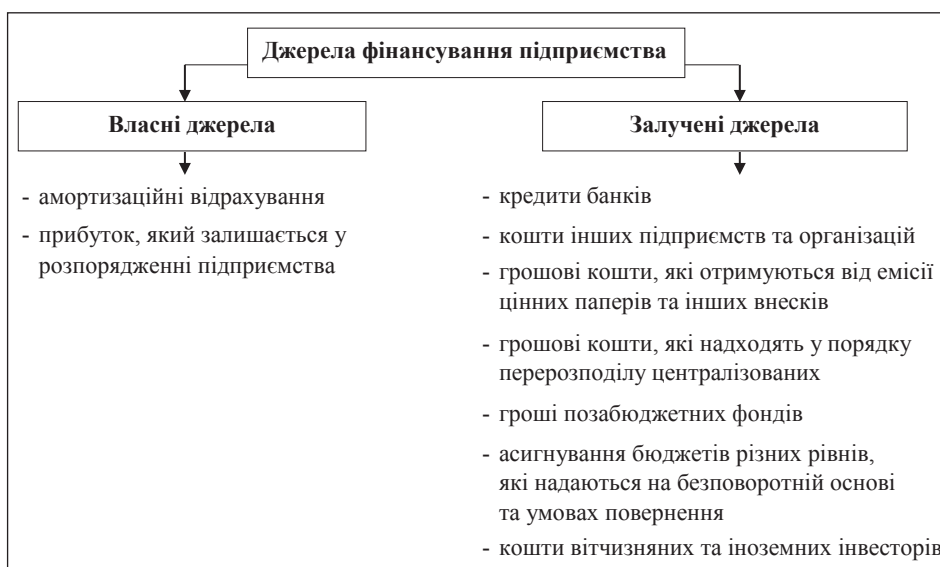 Джерела фінансування підприємства
Власні джерела
- амортизаційні відрахування
- прибуток, який залишається у
розпорядженні підприємства
Залучені джерела
- кредити банків
- кошти інших підприємств та організацій
- грошові кошти, які отримуються від емісії
цінних паперів та інших внесків
- грошові кошти, які надходять у порядку
перерозподілу централізованих
- гроші позабюджетних фондів
- асигнування бюджетів різних рівнів,
які надаються на безповоротній основі
та умовах повернення
- кошти вітчизняних та іноземних інвесторів